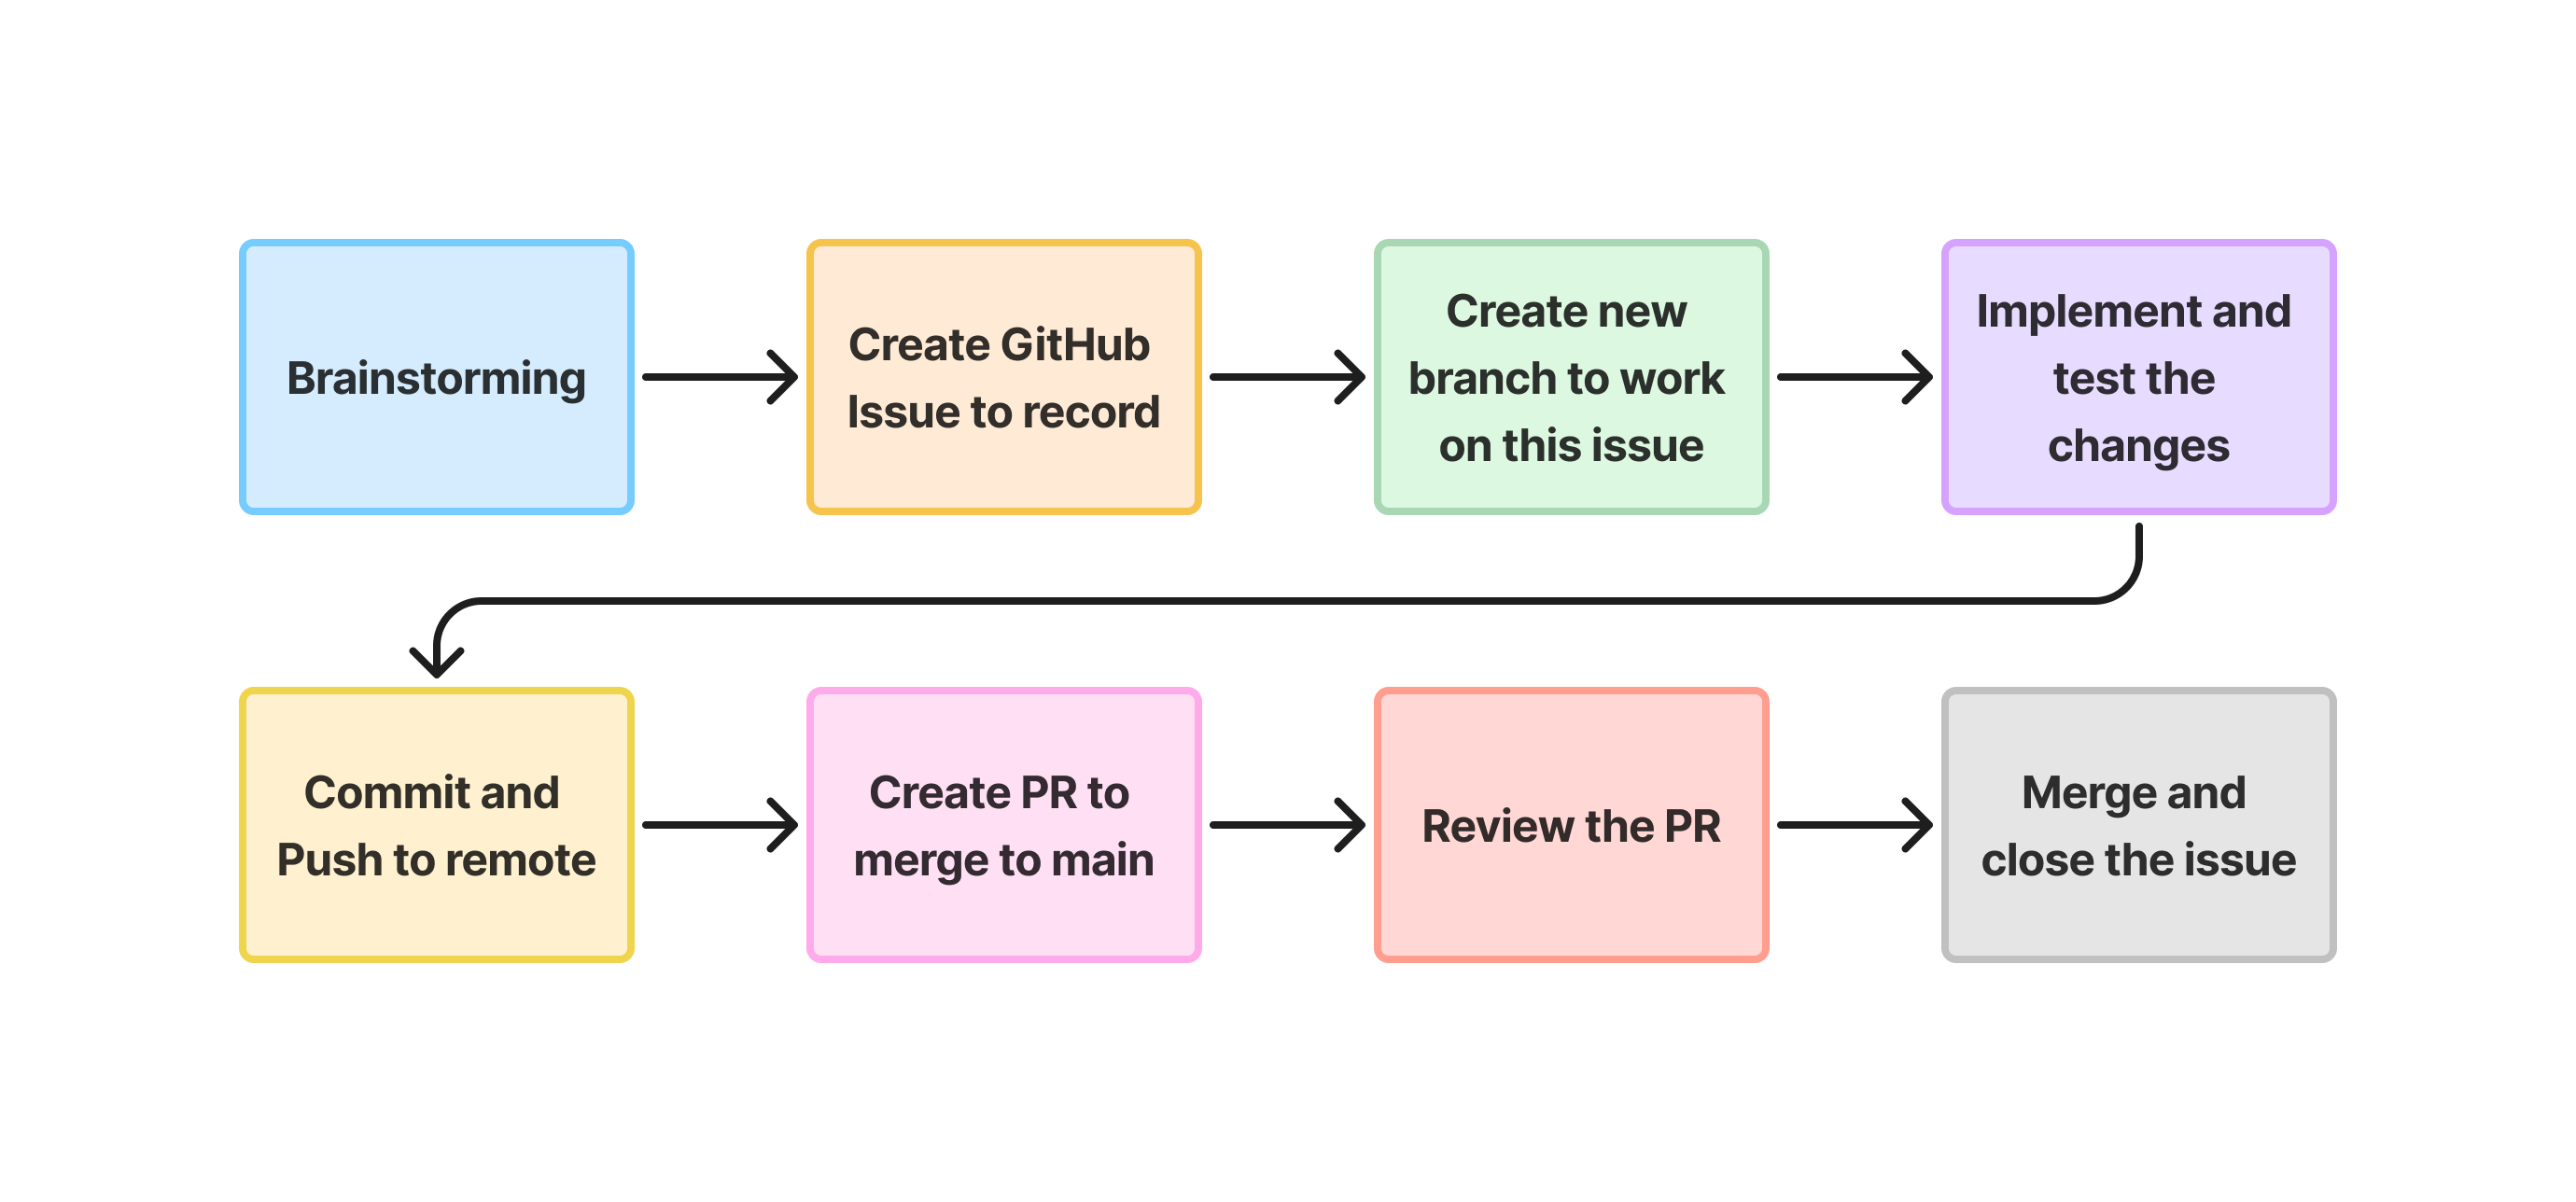 Brainstorming
Create GitHub
Issue to record
Create new
branch to work
on this issue
Implement and
test the
changes
Commit and
Push to remote
Create PR to
merge to main
Review the PR
Merge and
close the issue